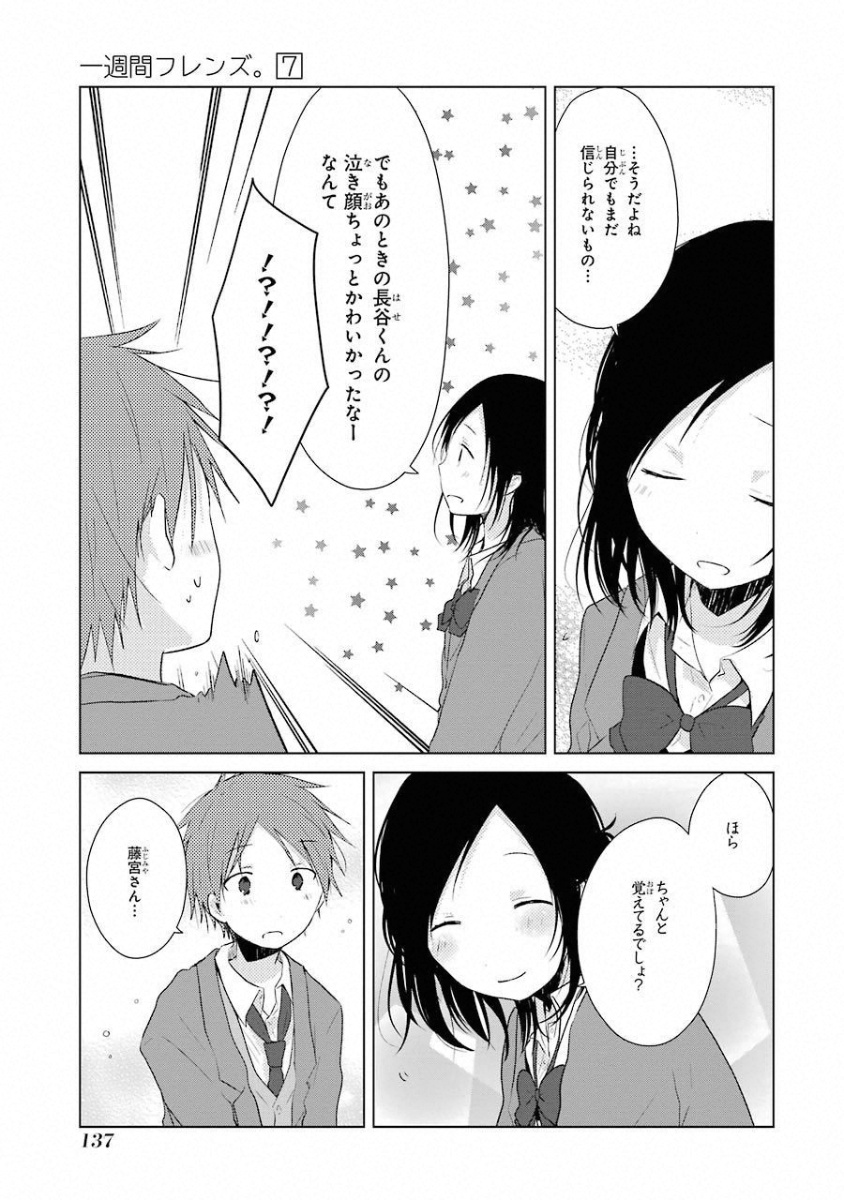 一週間フレンズ。 7
…そうだよね
自分でもまだ
信じられないもの…
でもあのときの長谷くんの
泣き顔ちょっとかわいかったなー
なんて
!?!!?!?!
ほら
ちゃんと
覚えてるでしょ?
藤宮さん…
137